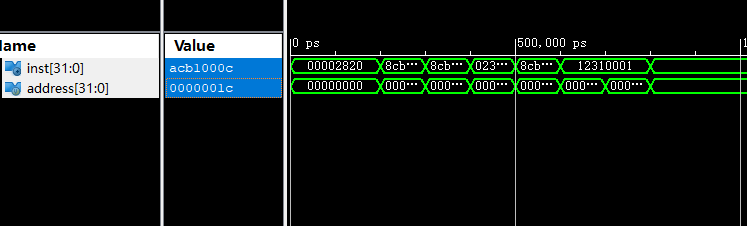 Name Value 0 ps 500,000 ps 1
inst[31:0] acb1000c 00002820 8cb··· 8cb··· 023··· 8cb··· 12310001
address[31:0] 0000001c 00000000 000··· 000··· 000··· 000··· 000··· 000···